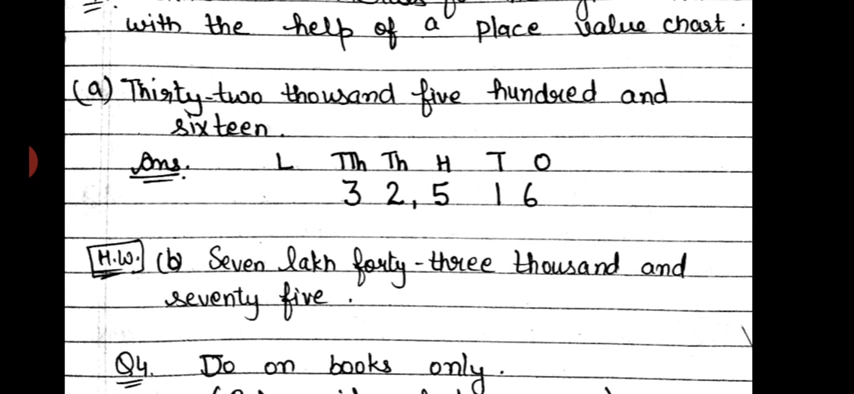 with the help of a place value chart.
(a) Thirty-two thousand five hundred and
sixteen.
Ans. L TTh Th H T O
3 2, 5 1 6
H.W. (b) Seven lakh forty-three thousand and
seventy five.
Q4. Do on books only.